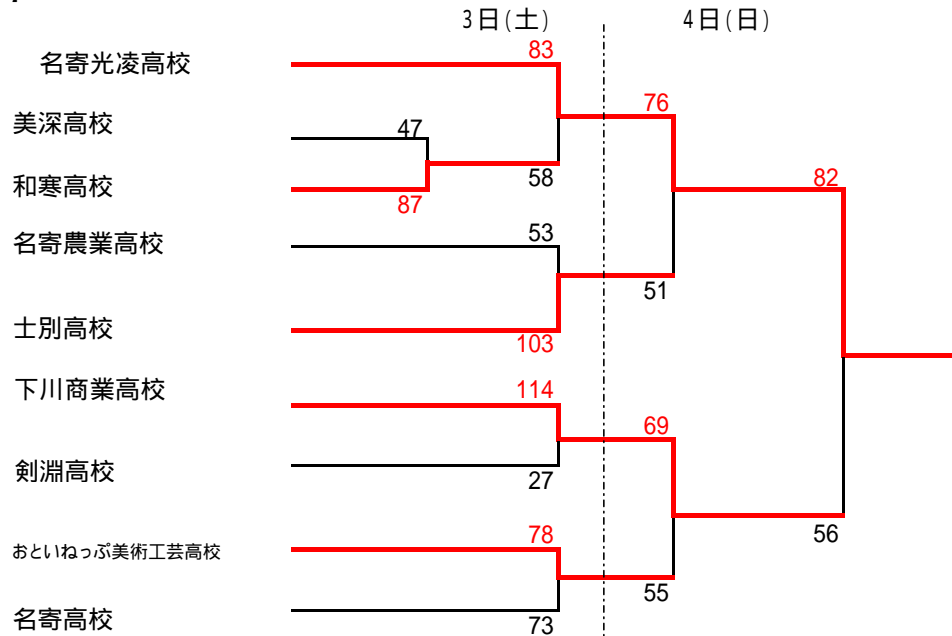 3日(土) 4日(日)
名寄光凌高校 83
76
美深高校 47
58 82
和寒高校 87
名寄農業高校 53
51
士別高校 103
下川商業高校 114
69
剣淵高校 27
56
おといねっぷ美術工芸高校 78
55
名寄高校 73